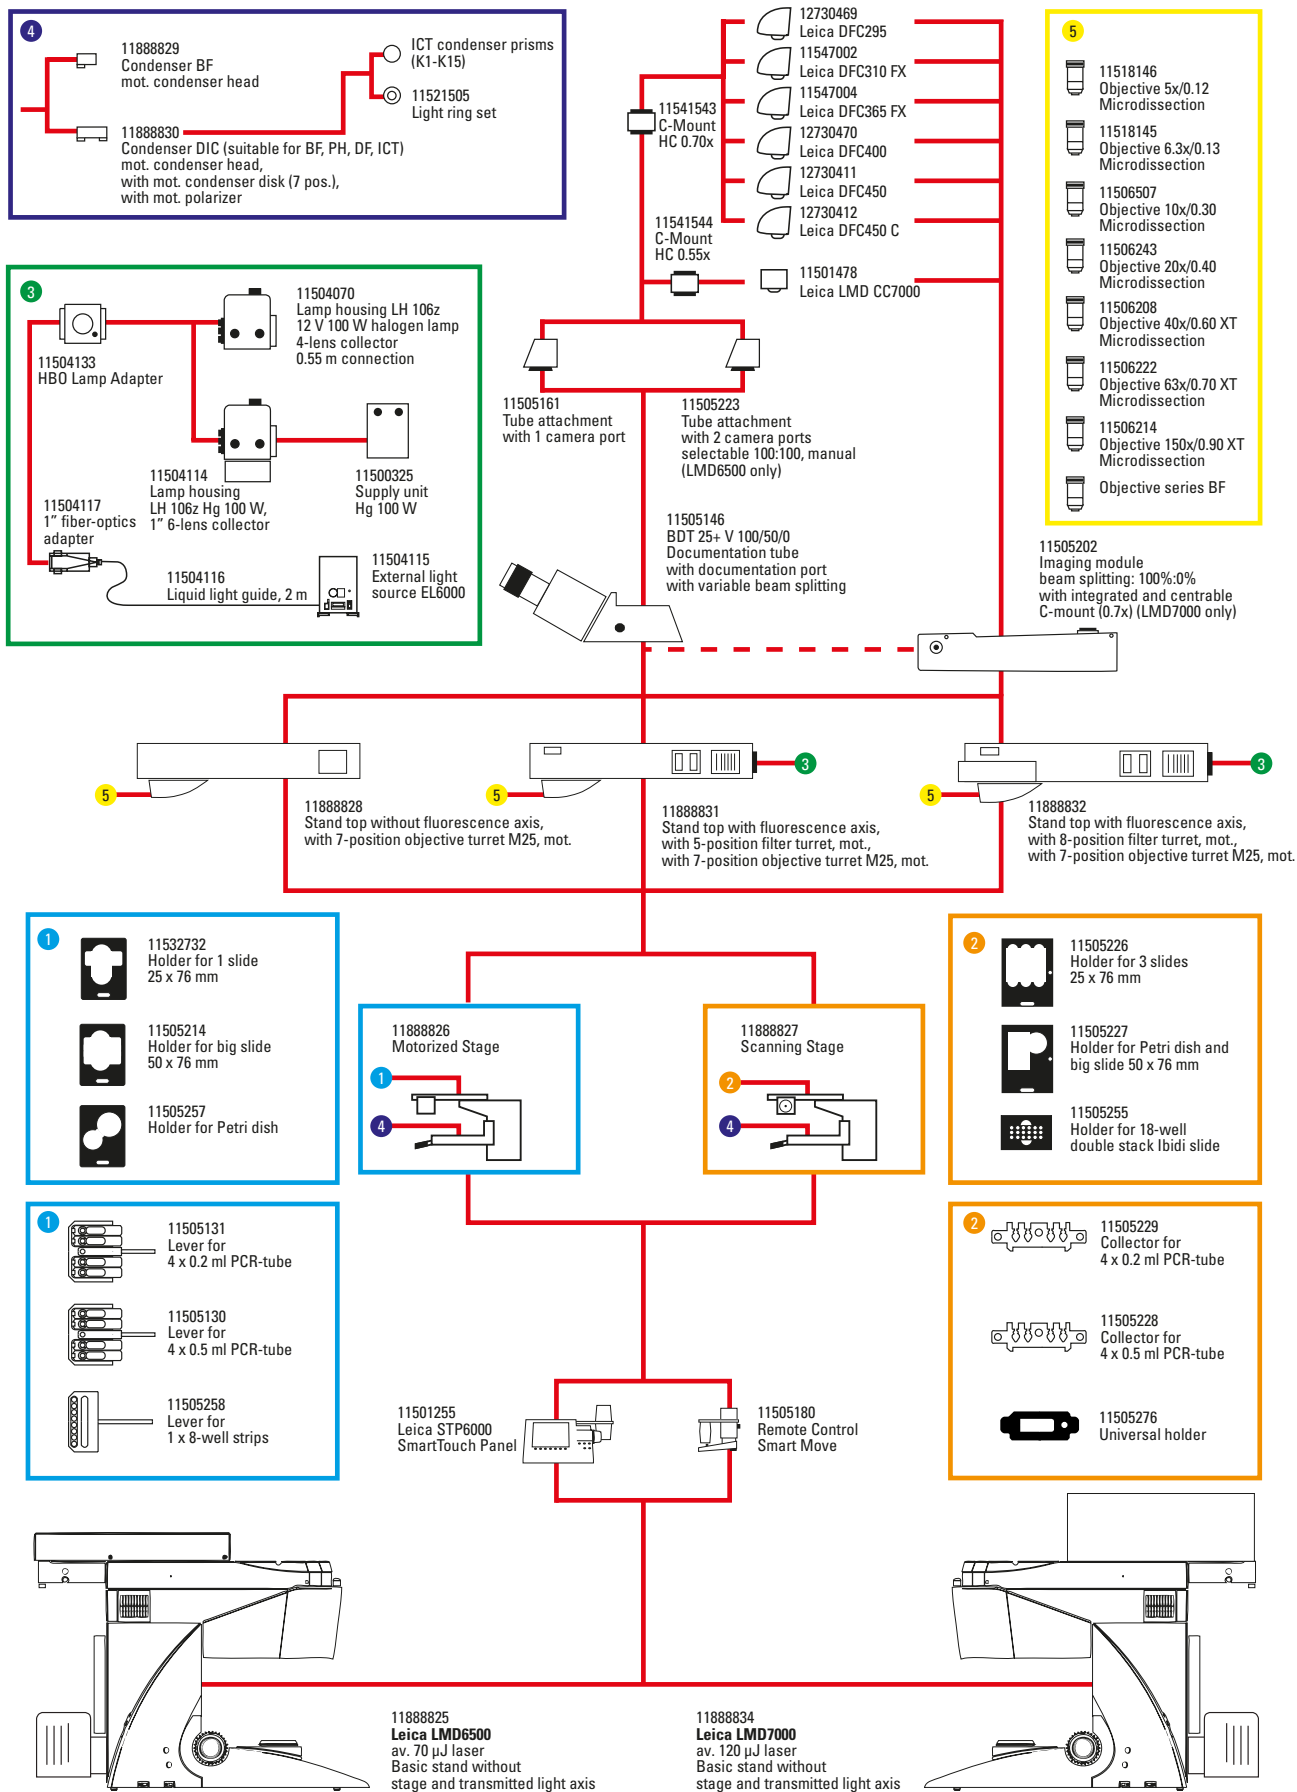 4
11888829
Condenser BF
mot. condenser head
11888830
Condenser DIC (suitable for BF, PH, DF, ICT)
mot. condenser head,
with mot. condenser disk (7 pos.),
with mot. polarizer
ICT condenser prisms
(K1-K15)
11521505
Light ring set
12730469
Leica DFC295
11547002
Leica DFC310 FX
11547004
Leica DFC365 FX
12730470
Leica DFC400
12730411
Leica DFC450
12730412
Leica DFC450 C
11541543
C-Mount
HC 0.70x
11541544
C-Mount
HC 0.55x
11501478
Leica LMD CC7000
5
11518146
Objective 5x/0.12
Microdissection
11518145
Objective 6.3x/0.13
Microdissection
11506507
Objective 10x/0.30
Microdissection
11506243
Objective 20x/0.40
Microdissection
11506208
Objective 40x/0.60 XT
Microdissection
11506222
Objective 63x/0.70 XT
Microdissection
11506214
Objective 150x/0.90 XT
Microdissection
Objective series BF
3
11504133
HBO Lamp Adapter
11504070
Lamp housing LH 106z
12 V 100 W halogen lamp
4-lens collector
0.55 m connection
11504114
Lamp housing
LH 106z Hg 100 W,
1” 6-lens collector
11500325
Supply unit
Hg 100 W
11504117
1” fiber-optics
adapter
11504116
Liquid light guide, 2 m
11504115
External light
source EL6000
11505161
Tube attachment
with 1 camera port
11505223
Tube attachment
with 2 camera ports
selectable 100:100, manual
(LMD6500 only)
11505146
BDT 25+ V 100/50/0
Documentation tube
with documentation port
with variable beam splitting
11505202
Imaging module
beam splitting: 100%:0%
with integrated and centrable
C-mount (0.7x) (LMD7000 only)
5
11888828
Stand top without fluorescence axis,
with 7-position objective turret M25, mot.
5
3
11888831
Stand top with fluorescence axis,
with 5-position filter turret, mot.,
with 7-position objective turret M25, mot.
5
3
11888832
Stand top with fluorescence axis,
with 8-position filter turret, mot.,
with 7-position objective turret M25, mot.
1
11532732
Holder for 1 slide
25 x 76 mm
11505214
Holder for big slide
50 x 76 mm
11505257
Holder for Petri dish
11888826
Motorized Stage
1
4
11888827
Scanning Stage
2
4
2
11505226
Holder for 3 slides
25 x 76 mm
11505227
Holder for Petri dish and
big slide 50 x 76 mm
11505255
Holder for 18-well
double stack Ibidi slide
1
11505131
Lever for
4 x 0.2 ml PCR-tube
11505130
Lever for
4 x 0.5 ml PCR-tube
11505258
Lever for
1 x 8-well strips
2
11505229
Collector for
4 x 0.2 ml PCR-tube
11505228
Collector for
4 x 0.5 ml PCR-tube
11505276
Universal holder
11501255
Leica STP6000
SmartTouch Panel
11505180
Remote Control
Smart Move
11888825
Leica LMD6500
av. 70 µJ laser
Basic stand without
stage and transmitted light axis
11888834
Leica LMD7000
av. 120 µJ laser
Basic stand without
stage and transmitted light axis